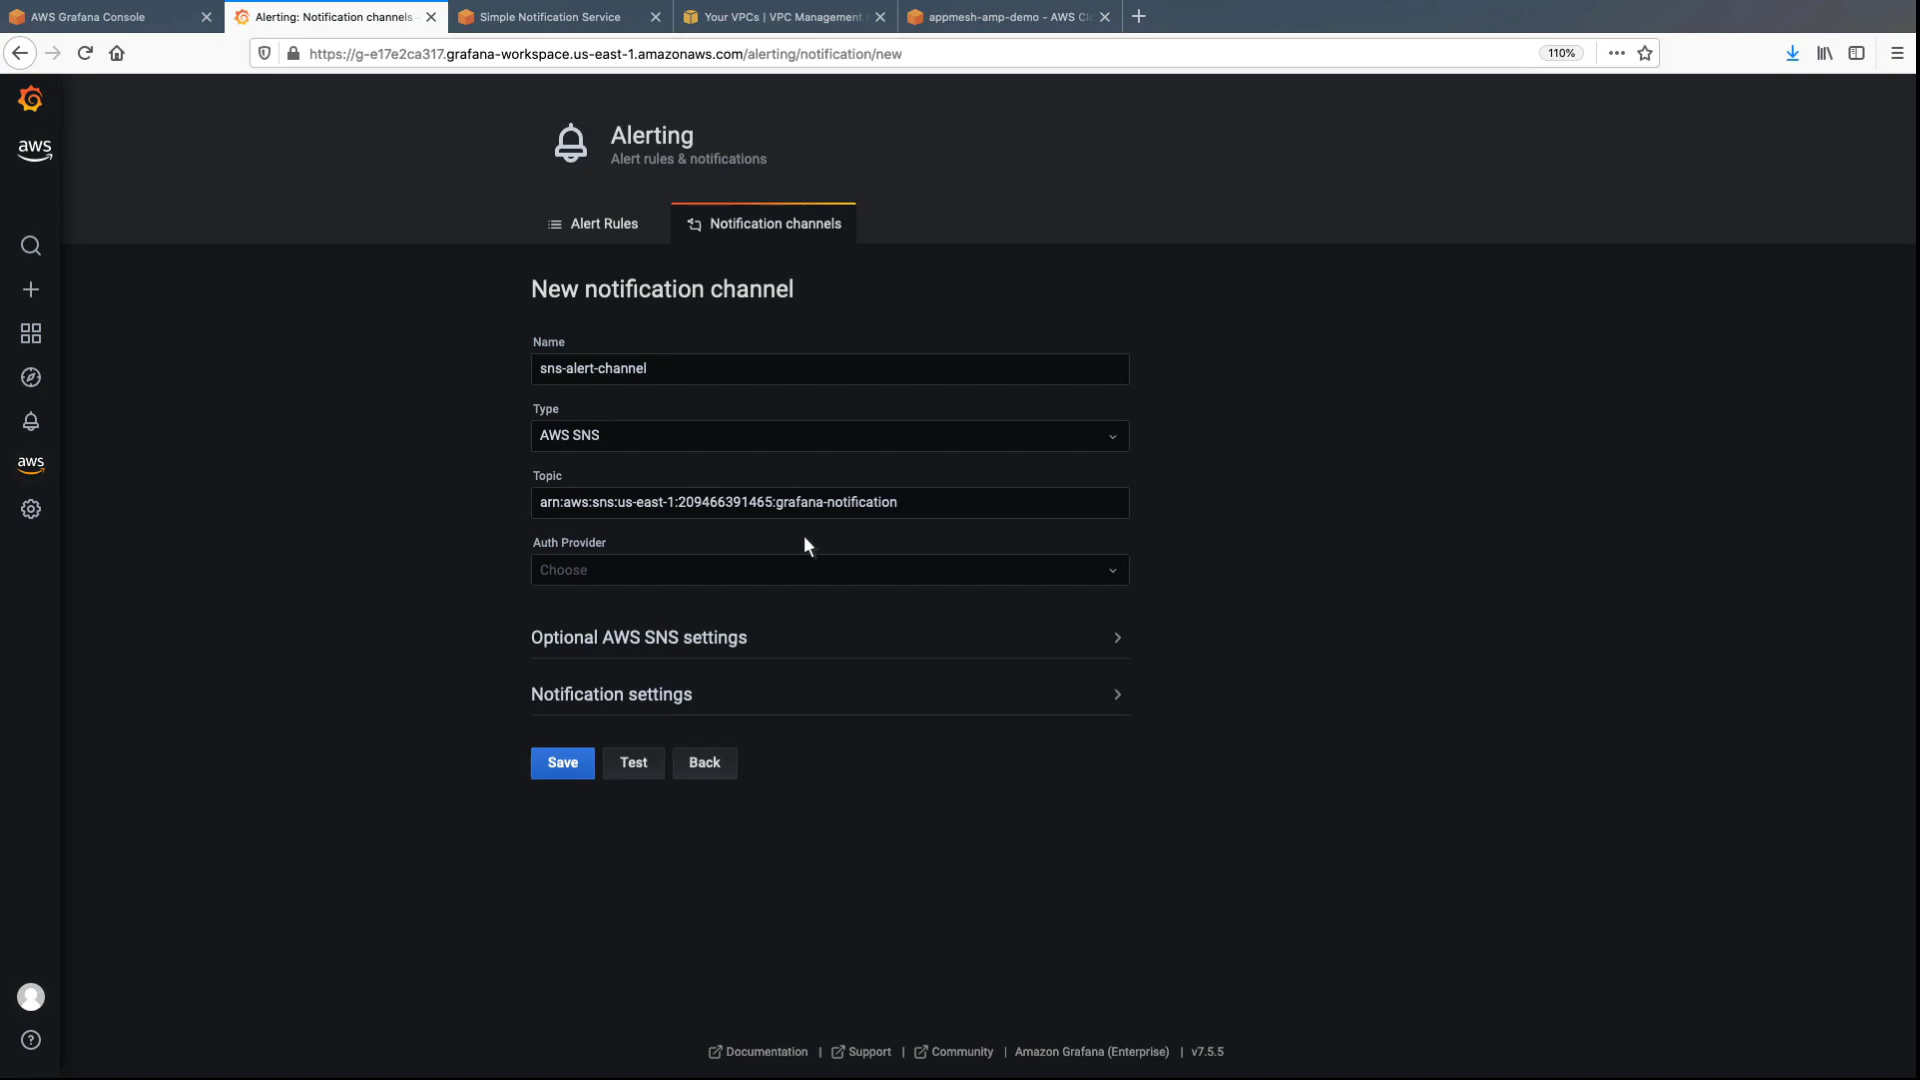 AWS Grafana Console
Alerting: Notification channels
Simple Notification Service
Your VPCs | VPC Management
appmesh-amp-demo - AWS Cl
https://g-e17e2ca317.grafana-workspace.us-east-1.amazonaws.com/alerting/notification/new
110%
aws
Alerting
Alert rules & notifications
Alert Rules
Notification channels
New notification channel
Name
sns-alert-channel
Type
AWS SNS
aws
Topic
arn:aws:sns:us-east-1:209466391465:grafana-notification
Auth Provider
Choose
Optional AWS SNS settings
Notification settings
Save Test Back
Documentation | Support | Community | Amazon Grafana (Enterprise) | v7.5.5